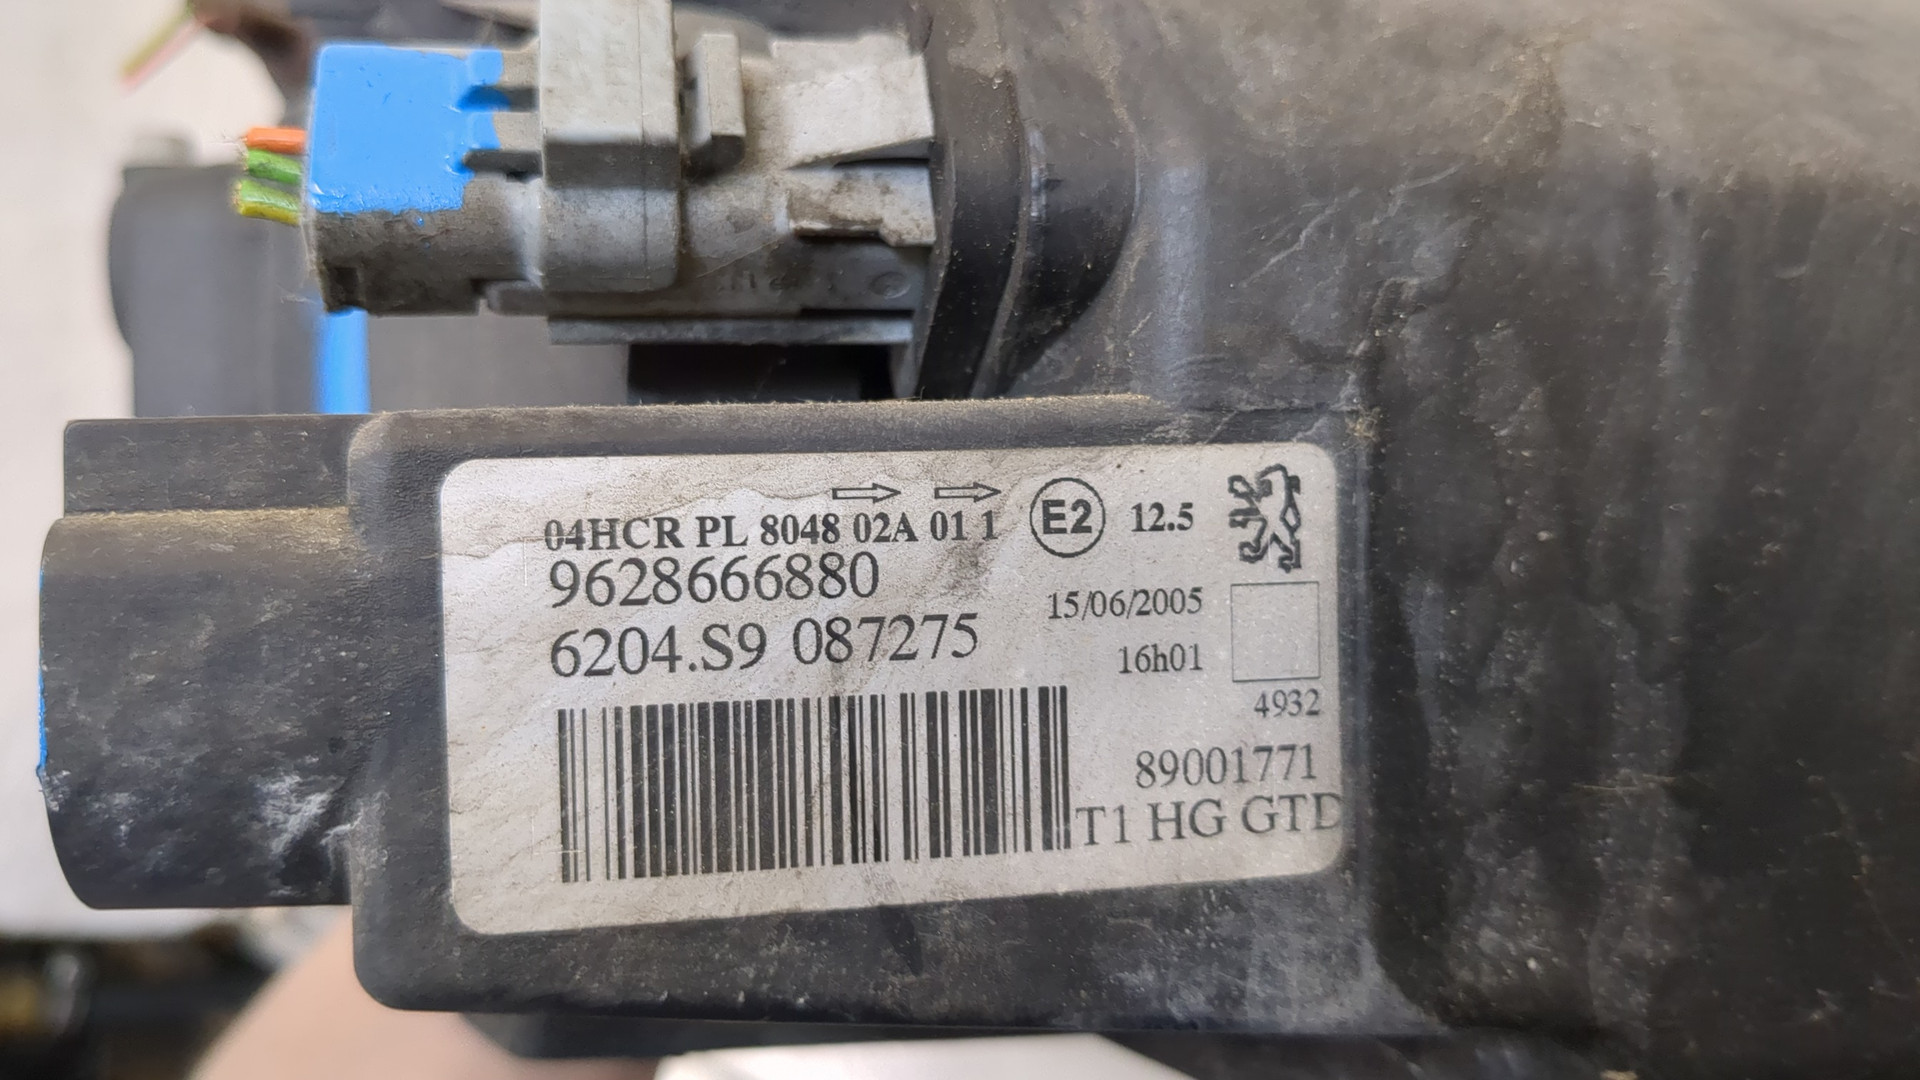 04HCR PL 8048 02A 01 1 E2 12.5
9628666880
15/06/2005
6204.S9 087275
16h01
4932
89001771
T1 HG GTD